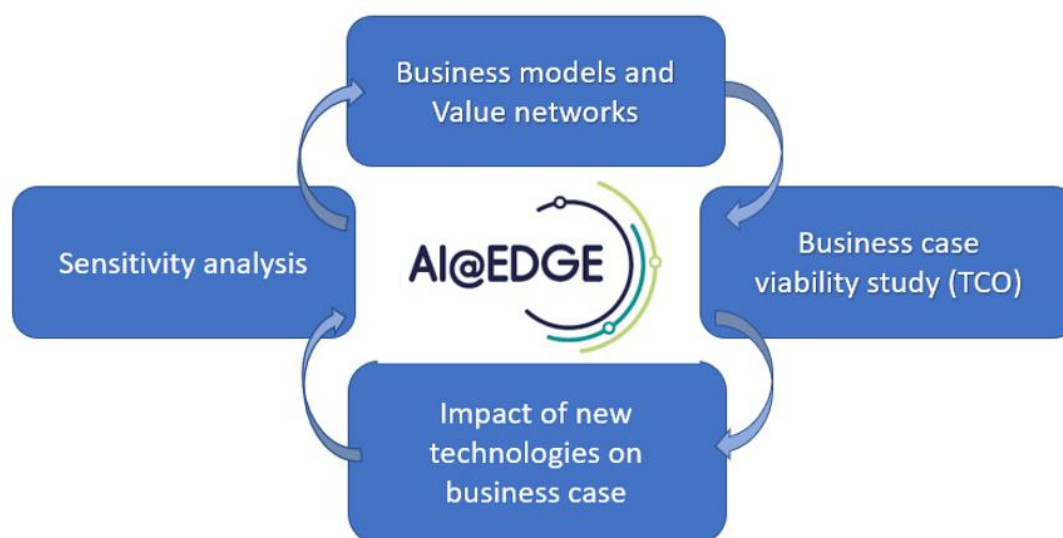 Business models and
Value networks
Sensitivity analysis
AI@EDGE
Business case
viability study (TCO)
Impact of new
technologies on
business case